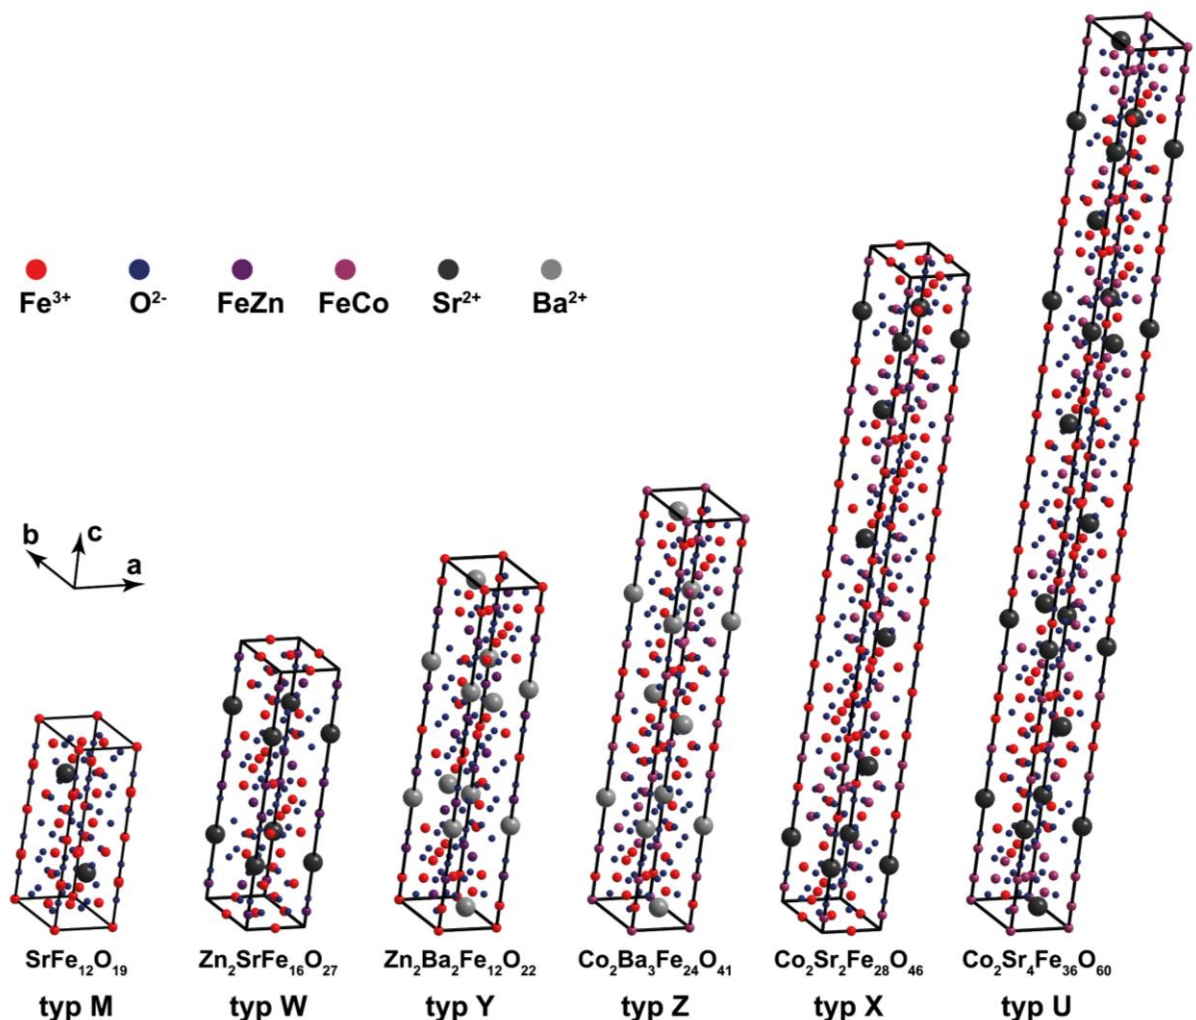 Fe³⁺ O²⁻ FeZn FeCo Sr²⁺ Ba²⁺
b c a
SrFe₁₂O₁₉ Zn₂SrFe₁₆O₂₇ Zn₂Ba₂Fe₁₂O₂₂ Co₂Ba₃Fe₂₄O₄₁ Co₂Sr₂Fe₂₈O₄₆ Co₂Sr₄Fe₃₆O₆₀
typ M typ W typ Y typ Z typ X typ U